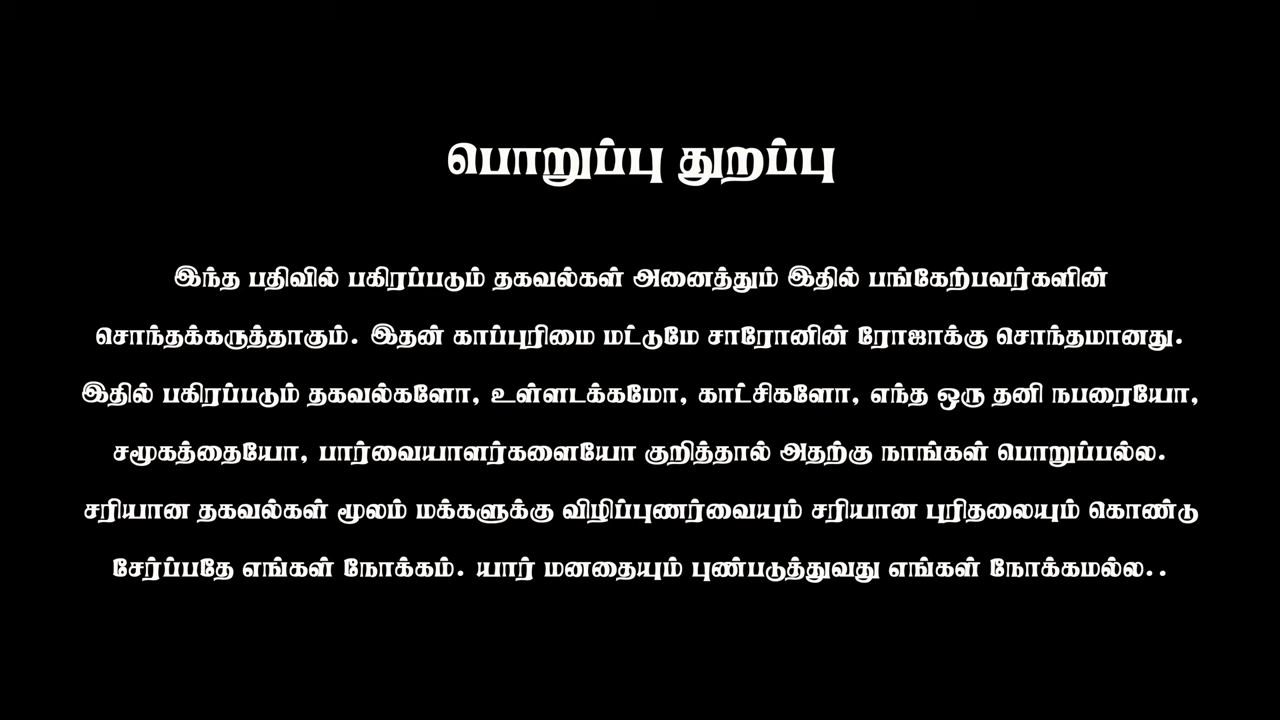 பொறுப்பு துறப்பு
இந்த பதிவில் பகிரப்படும் தகவல்கள் அனைத்தும் இதில் பங்கேற்பவர்களின்
சொந்தக்கருத்தாகும். இதன் காப்புரிமை மட்டுமே சாரோனின் ரோஜாக்கு சொந்தமானது.
இதில் பகிரப்படும் தகவல்களோ, உள்ளடக்கமோ, காட்சிகளோ, எந்த ஒரு தனி நபரையோ,
சமூகத்தையோ, பார்வையாளர்களையோ குறித்தால் அதற்கு நாங்கள் பொறுப்பல்ல.
சரியான தகவல்கள் மூலம் மக்களுக்கு விழிப்புணர்வையும் சரியான புரிதலையும் கொண்டு
சேர்ப்பதே எங்கள் நோக்கம். யார் மனதையும் புண்படுத்துவது எங்கள் நோக்கமல்ல..